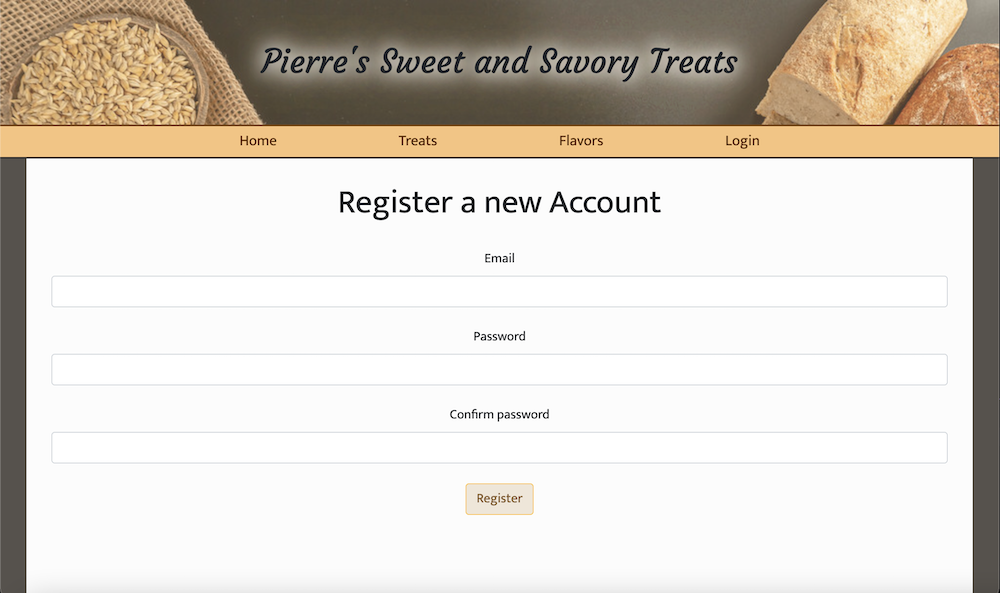 Pierre's Sweet and Savory Treats
Home Treats Flavors Login
Register a new Account
Email
Password
Confirm password
Register